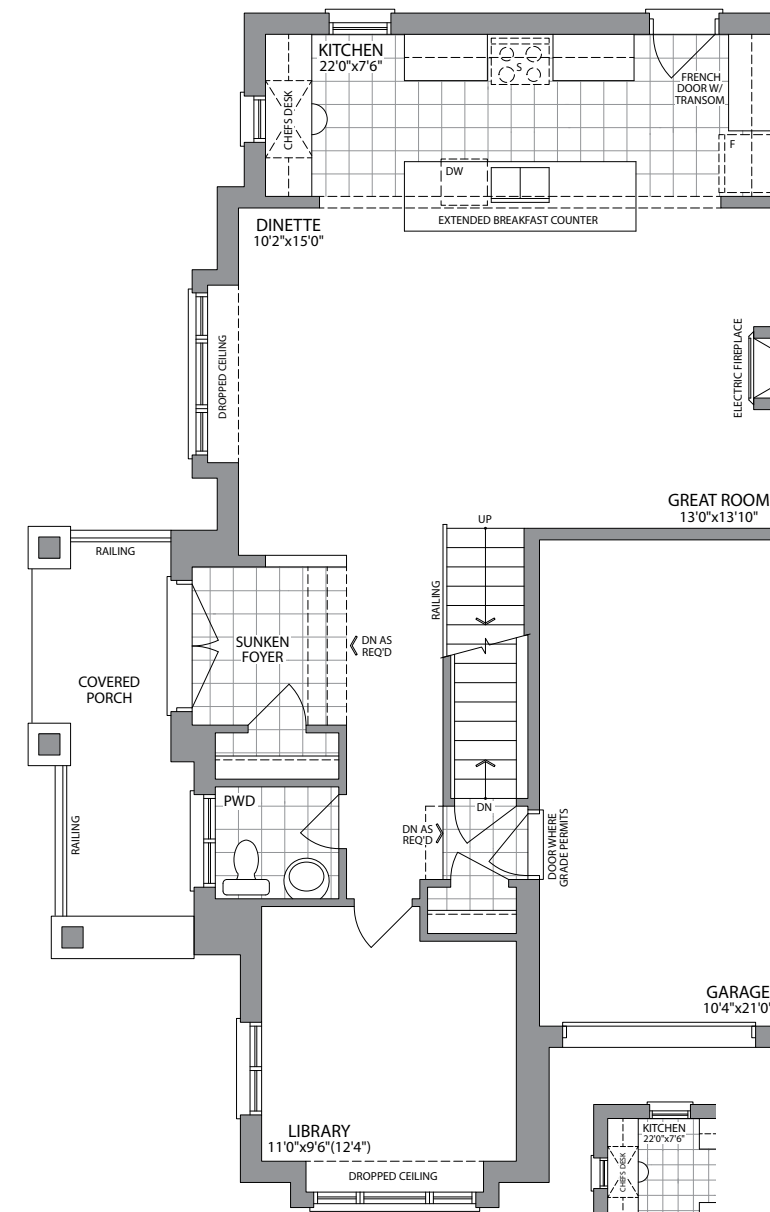 KITCHEN
22'0"x7'6"
S
FRENCH
DOOR W/
TRANSOM
CHEFS DESK
F
DW
EXTENDED BREAKFAST COUNTER
DINETTE
10'2"x15'0"
DROPPED CEILING
ELECTRIC FIREPLACE
GREAT ROOM
13'0"x13'10"
UP
RAILING
RAILING
SUNKEN
FOYER
DN AS
REQ'D
COVERED
PORCH
PWD
DN
DN AS
REQ'D
DOOR WHERE
GRADE PERMITS
RAILING
GARAGE
10'4"x21'0"
LIBRARY
11'0"x9'6"(12'4")
DROPPED CEILING
KITCHEN
22'0"x7'6"
CHEFS DESK